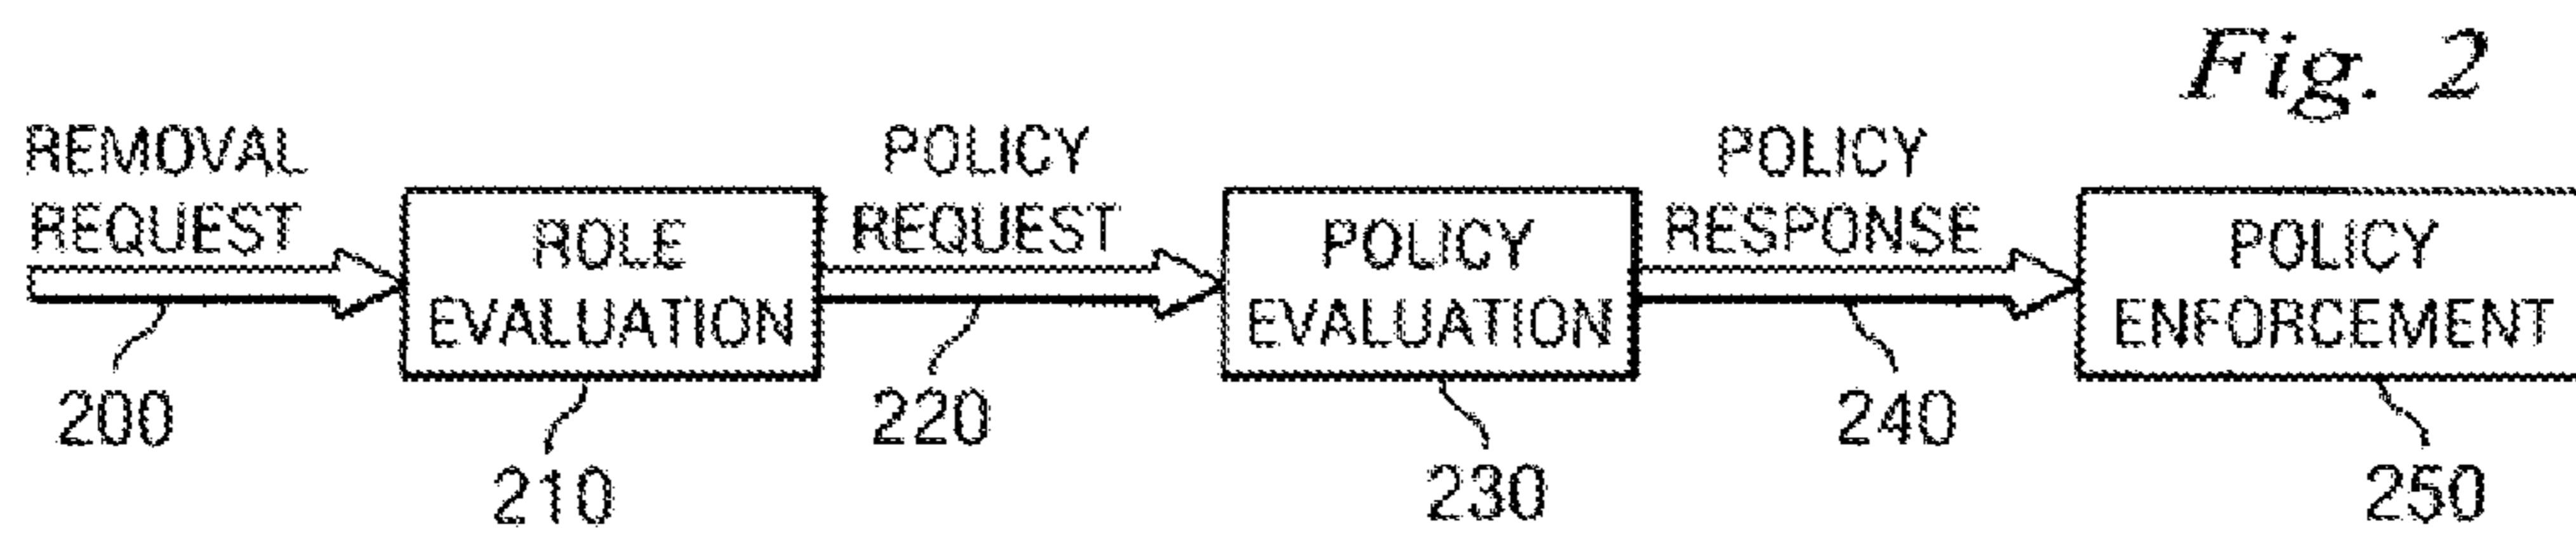 Fig. 2
REMOVAL
REQUEST
200
ROLE
EVALUATION
210
POLICY
REQUEST
220
POLICY
EVALUATION
230
POLICY
RESPONSE
240
POLICY
ENFORCEMENT
250